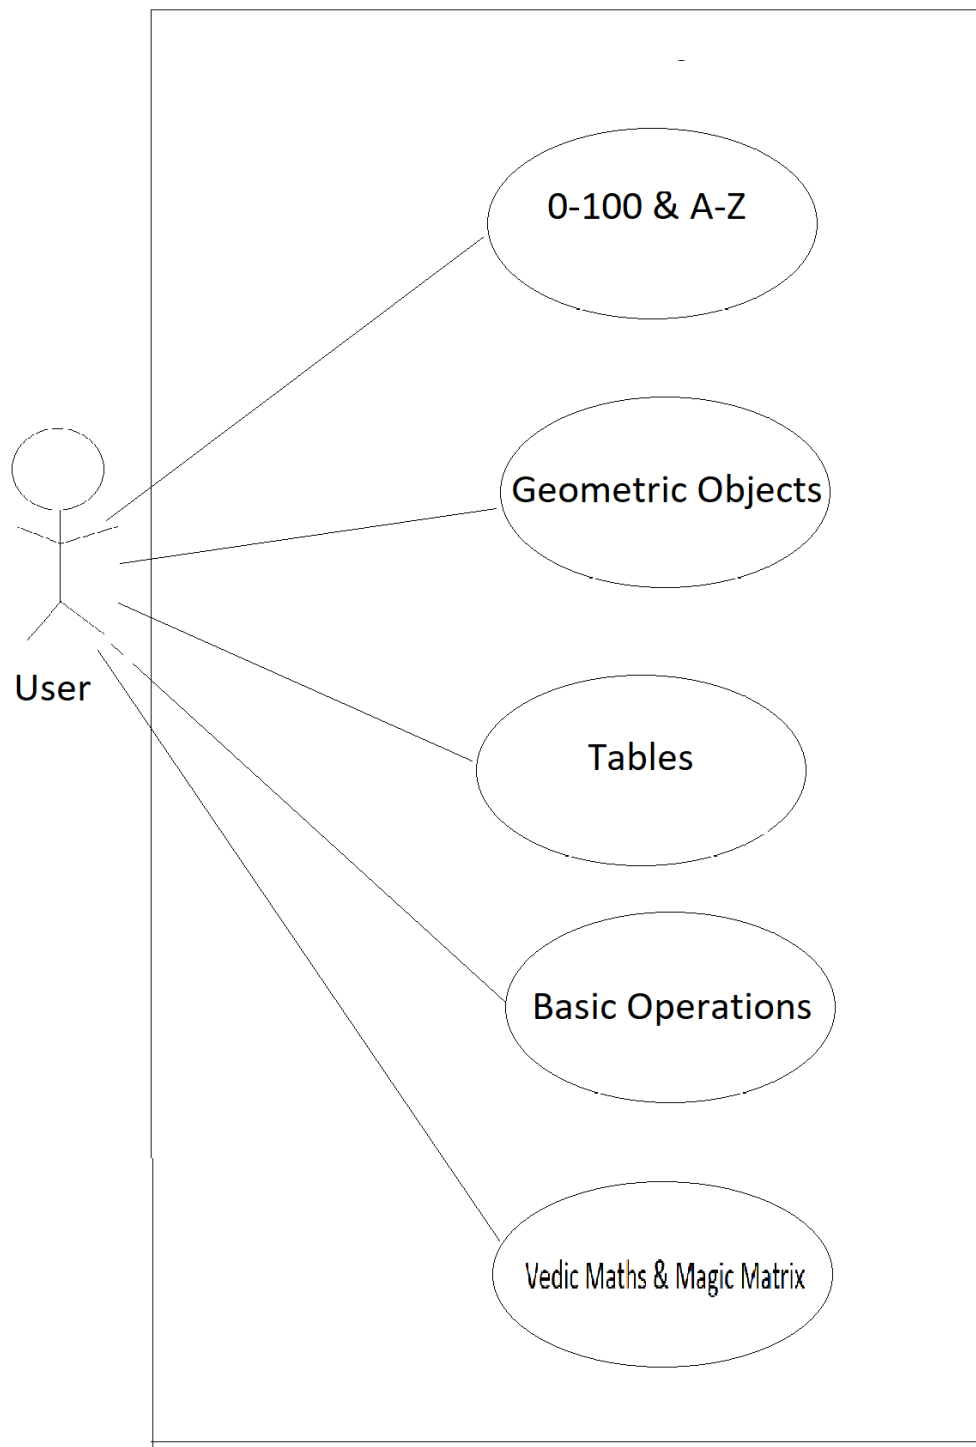 0-100 & A-Z
Geometric Objects
User
Tables
Basic Operations
Vedic Maths & Magic Matrix